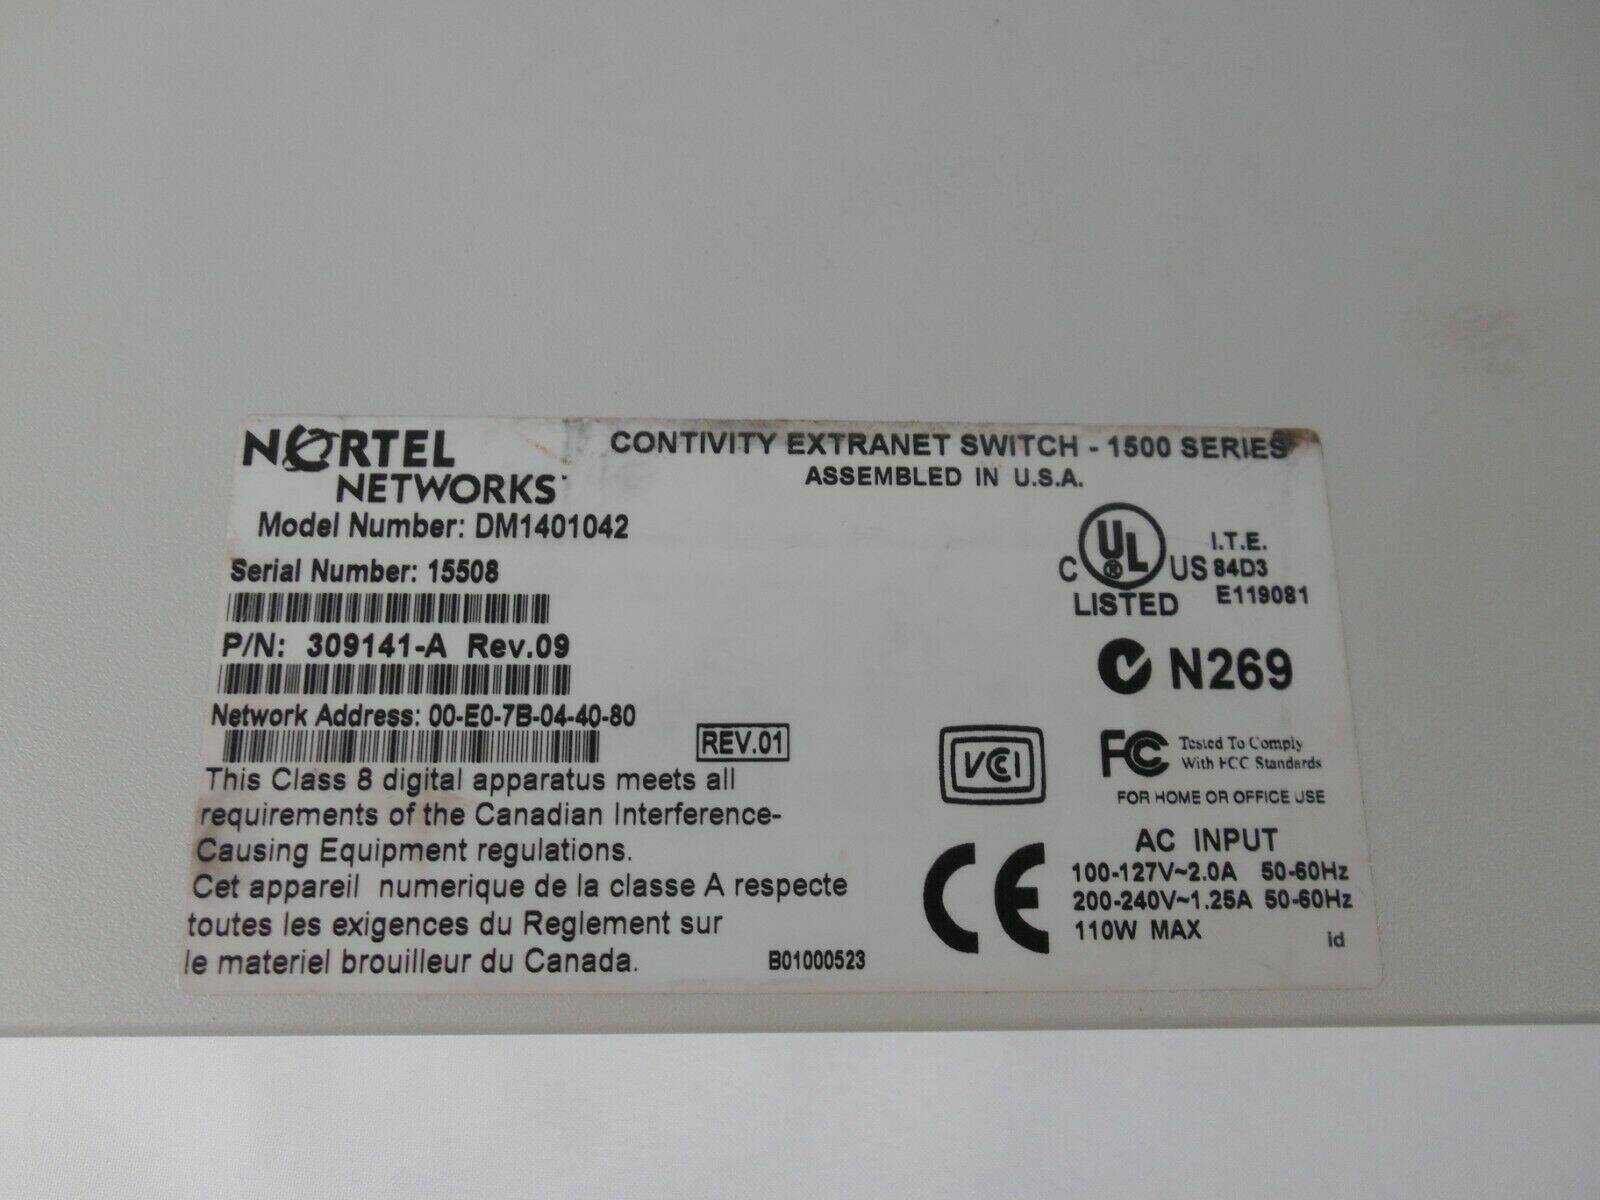 NORTEL
NETWORKS
CONTIVITY EXTRANET SWITCH - 1500 SERIES
ASSEMBLED IN U.S.A.
Model Number: DM1401042
Serial Number: 15508
P/N: 309141-A Rev.09
Network Address: 00-E0-7B-04-40-80
REV.01
This Class 8 digital apparatus meets all
requirements of the Canadian Interference-
Causing Equipment regulations.
Cet appareil numerique de la classe A respecte
toutes les exigences du Reglement sur
le materiel brouilleur du Canada.
B01000523
C UL ® US
LISTED
I.T.E.
84D3
E119081
N269
VCCI
FC Tested To Comply
With FCC Standards
FOR HOME OR OFFICE USE
CE
AC INPUT
100-127V~2.0A 50-60Hz
200-240V~1.25A 50-60Hz
110W MAX
id